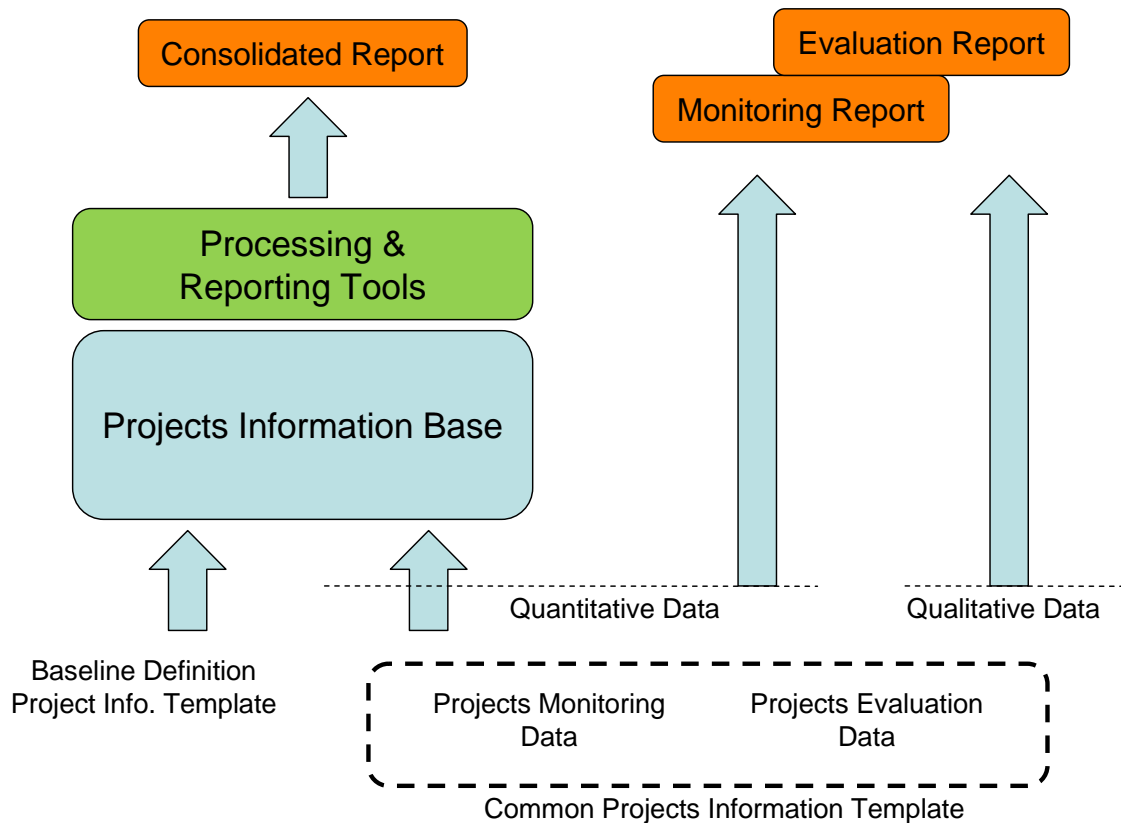 Consolidated Report
Evaluation Report
Monitoring Report
Processing &
Reporting Tools
Projects Information Base
Quantitative Data
Qualitative Data
Baseline Definition
Project Info. Template
Projects Monitoring
Data
Projects Evaluation
Data
Common Projects Information Template